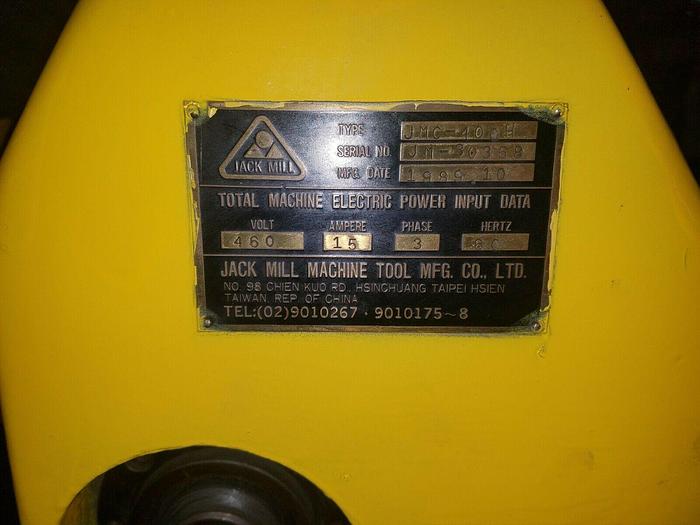 JACK MILL
TYPE
SERIAL NO.
MFG. DATE 1999.10
TOTAL MACHINE ELECTRIC POWER INPUT DATA
VOLT AMPERE PHASE HERTZ
460 15 3
JACK MILL MACHINE TOOL MFG. CO., LTD.
NO. 98 CHIEN KUO RD. HSINCHUANG TAIPEI HSIEN
TAIWAN. REP. OF CHINA
TEL:(02)9010267 · 9010175~8